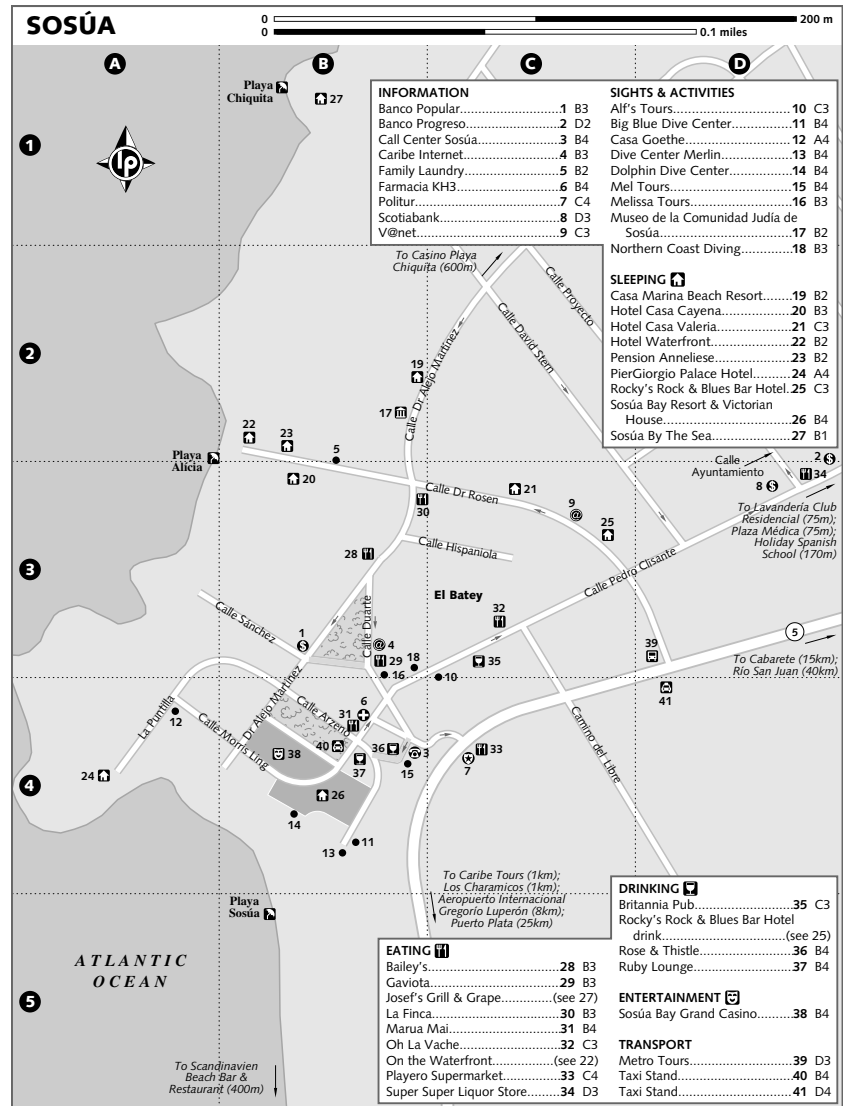 SOSÚA
0 200 m
0 0.1 miles
A
B
C
D
1
2
3
4
5
lp
INFORMATION
Banco Popular..........1 B3
Banco Progreso..........2 D2
Call Center Sosúa..........3 B4
Caribe Internet..........4 B3
Family Laundry..........5 B2
Farmacia KH3..........6 B4
Politur..........7 C4
Scotiabank..........8 D3
V@net..........9 C3
SIGHTS & ACTIVITIES
Alf's Tours..........10 C3
Big Blue Dive Center..........11 B4
Casa Goethe..........12 A4
Dive Center Merlin..........13 B4
Dolphin Dive Center..........14 B4
Mel Tours..........15 B4
Melissa Tours..........16 B3
Museo de la Comunidad Judía de
Sosúa..........17 B2
Northern Coast Diving..........18 B3
SLEEPING
Casa Marina Beach Resort..........19 B2
Hotel Casa Cayena..........20 B3
Hotel Casa Valeria..........21 C3
Hotel Waterfront..........22 B2
Pension Anneliese..........23 B2
PierGiorgio Palace Hotel..........24 A4
Rocky's Rock & Blues Bar Hotel..25 C3
Sosúa Bay Resort & Victorian
House..........26 B4
Sosúa By The Sea..........27 B1
Playa
Chiquita
27
To Casino Playa
Chiquita (600m)
Calle Proyecto
Calle David Stern
Calle Dr Alejo Martínez
19
17
22
23
5
Playa
Alicia
20
Calle Dr Rosen
21
30
9
@
25
Calle
Ayuntamiento
2
$
34
8
$
To Lavandería Club
Residencial (75m);
Plaza Médica (75m);
Holiday Spanish
School (170m)
28
Calle Hispaniola
Calle Pedro Clisante
El Batey
32
Calle Sánchez
1
$
Calle Duarte
@
4
29
18
16
10
35
39
5
To Cabarete (15km);
Río San Juan (40km)
41
Dr Alejo Martínez
Calle Arzeno
6
31
La Puntilla
12
Calle Morris Ling
38
40
36
3
37
15
7
33
Camino del Libre
24
26
14
11
13
To Caribe Tours (1km);
Los Charamicos (1km);
Aeropuerto Internacional
Gregorío Luperón (8km);
Puerto Plata (25km)
Playa
Sosúa
ATLANTIC
OCEAN
To Scandinavien
Beach Bar &
Restaurant (400m)
EATING
Bailey's..........28 B3
Gaviota..........29 B3
Josef's Grill & Grape..........(see 27)
La Finca..........30 B3
Marua Mai..........31 B4
Oh La Vache..........32 C3
On the Waterfront..........(see 22)
Playero Supermarket..........33 C4
Super Super Liquor Store..........34 D3
DRINKING
Britannia Pub..........35 C3
Rocky's Rock & Blues Bar Hotel
drink..........(see 25)
Rose & Thistle..........36 B4
Ruby Lounge..........37 B4
ENTERTAINMENT
Sosúa Bay Grand Casino..........38 B4
TRANSPORT
Metro Tours..........39 D3
Taxi Stand..........40 B4
Taxi Stand..........41 D4